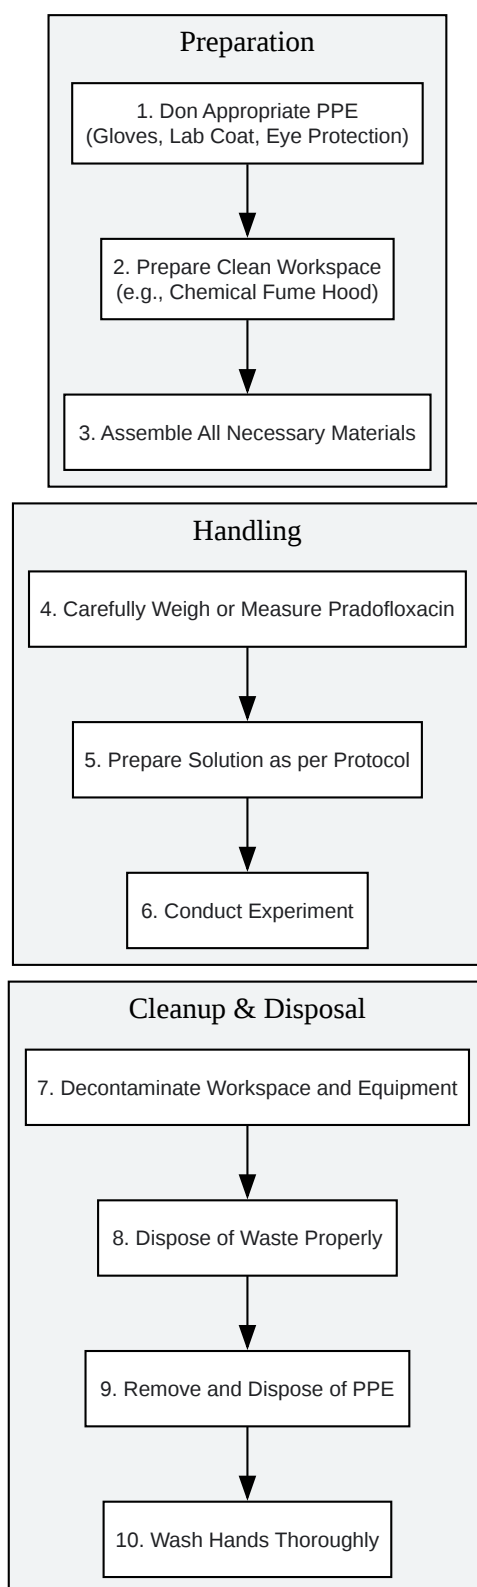 Preparation
1. Don Appropriate PPE
(Gloves, Lab Coat, Eye Protection)
2. Prepare Clean Workspace
(e.g., Chemical Fume Hood)
3. Assemble All Necessary Materials
Handling
4. Carefully Weigh or Measure Pradofloxacin
5. Prepare Solution as per Protocol
6. Conduct Experiment
Cleanup & Disposal
7. Decontaminate Workspace and Equipment
8. Dispose of Waste Properly
9. Remove and Dispose of PPE
10. Wash Hands Thoroughly